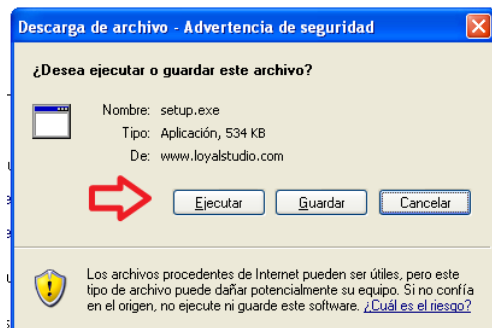 Descarga de archivo - Advertencia de seguridad
¿Desea ejecutar o guardar este archivo?
Nombre: setup.exe
Tipo: Aplicación, 534 KB
De: www.loyalstudio.com
Ejecutar Guardar Cancelar
Los archivos procedentes de Internet pueden ser útiles, pero este
tipo de archivo puede dañar potencialmente su equipo. Si no confía
en el origen, no ejecute ni guarde este software. ¿Cuál es el riesgo?